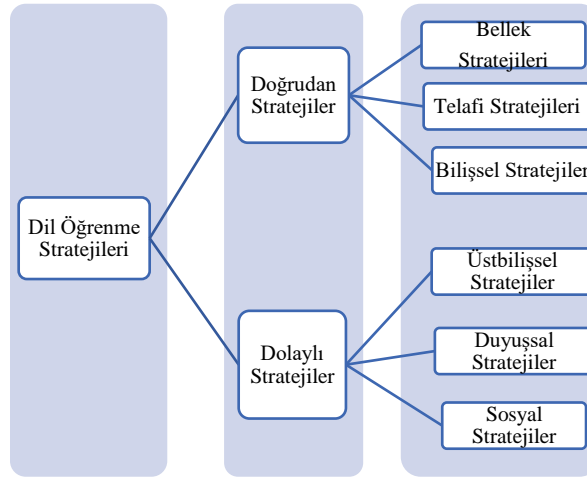 Dil Öğrenme
Stratejileri
Doğrudan
Stratejiler
Bellek
Stratejileri
Telafi Stratejileri
Bilişsel Stratejiler
Dolaylı
Stratejiler
Üstbilişsel
Stratejiler
Duyuşsal
Stratejiler
Sosyal
Stratejiler